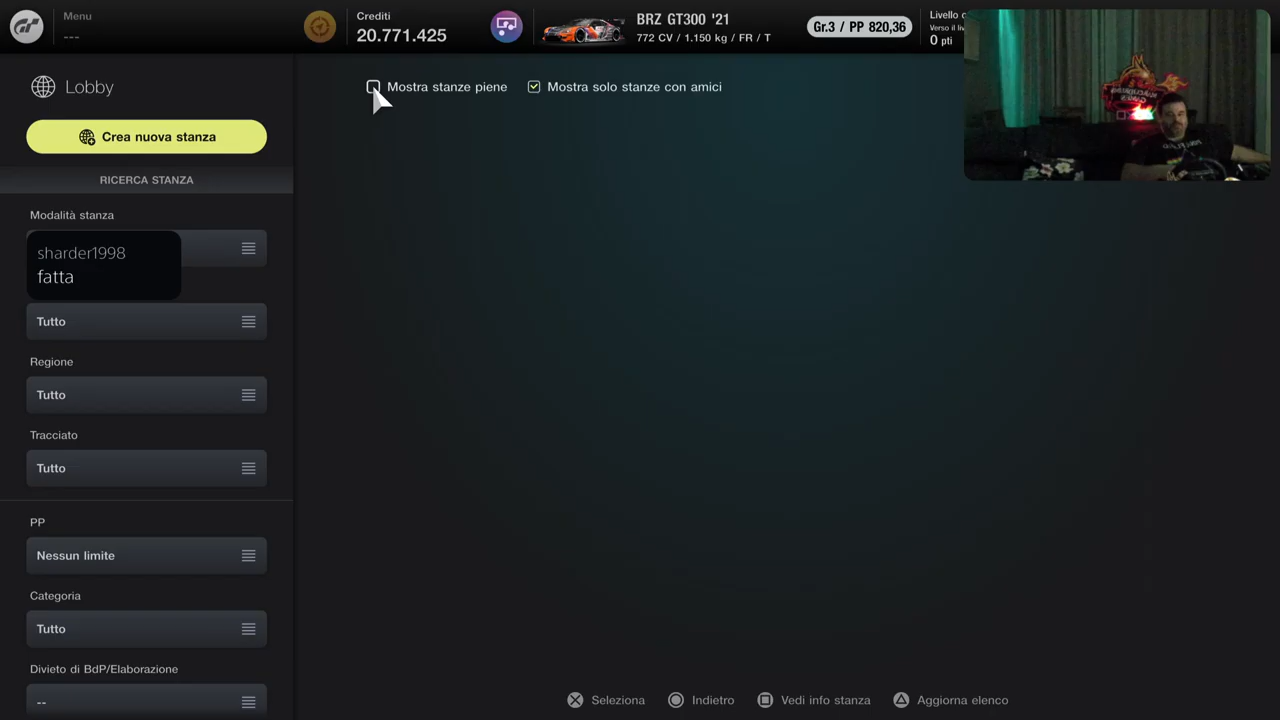 Menu
---
Crediti
20.771.425
BRZ GT300 '21
772 CV / 1.150 kg / FR / T
Gr.3 / PP 820,36
Livello
Verso il liv
0 pti
Lobby
Mostra stanze piene
Mostra solo stanze con amici
Crea nuova stanza
RICERCA STANZA
Modalità stanza
sharder1998
fatta
Tutto
Regione
Tutto
Tracciato
Tutto
PP
Nessun limite
Categoria
Tutto
Divieto di BdP/Elaborazione
--
Seleziona
Indietro
Vedi info stanza
Aggiorna elenco